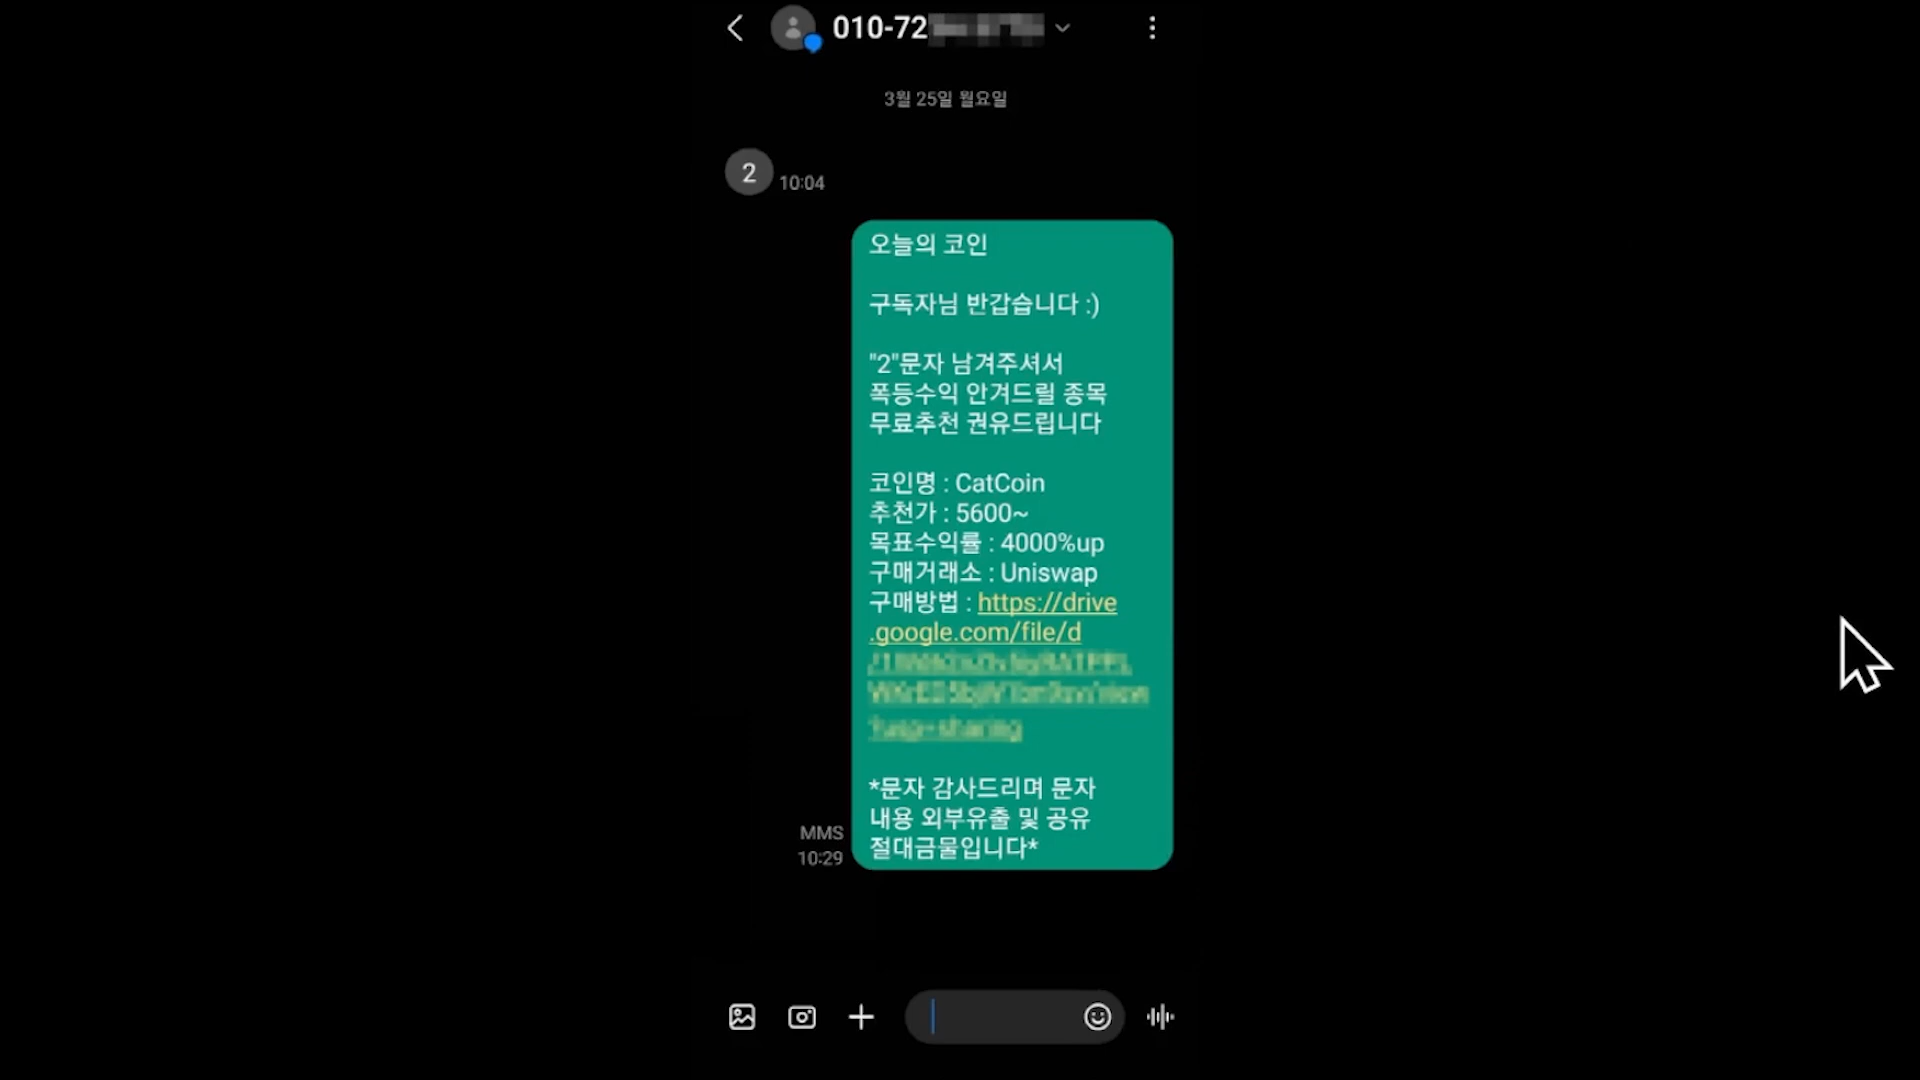 010-72
3월 25일 월요일
2
10:04
오늘의 코인
구독자님 반갑습니다 :)
"2"문자 남겨주셔서
폭등수익 안겨드릴 종목
무료추천 권유드립니다
코인명 : CatCoin
추천가 : 5600~
목표수익률 : 4000%up
구매거래소 : Uniswap
구매방법 : https://drive
.google.com/file/d
*문자 감사드리며 문자
내용 외부유출 및 공유
절대금물입니다*
MMS
10:29